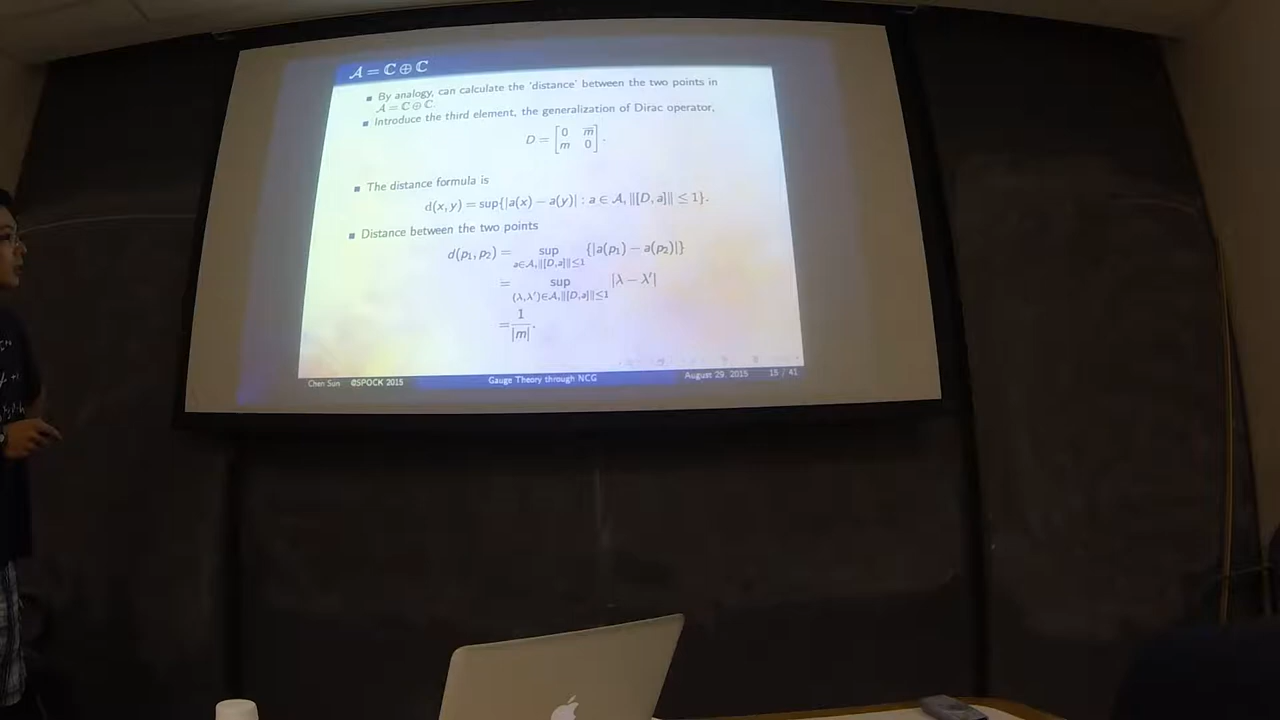 𝒜 = ℂ ⊕ ℂ
■ By analogy, can calculate the 'distance' between the two points in
𝒜 = ℂ ⊕ ℂ.
■ Introduce the third element, the generalization of Dirac operator,
D = [0 m̅; m 0].
■ The distance formula is
d(x, y) = sup{|a(x) − a(y)| : a ∈ 𝒜, ‖[D, a]‖ ≤ 1}.
■ Distance between the two points
d(p₁, p₂) = sup {|a(p₁) − a(p₂)|}
a∈𝒜,‖[D,a]‖≤1
= sup |λ − λ′|
(λ,λ′)∈𝒜,‖[D,a]‖≤1
= 1/|m|.
Chen Sun @SPOCK 2015 Gauge Theory through NCG August 29, 2015 15 / 41